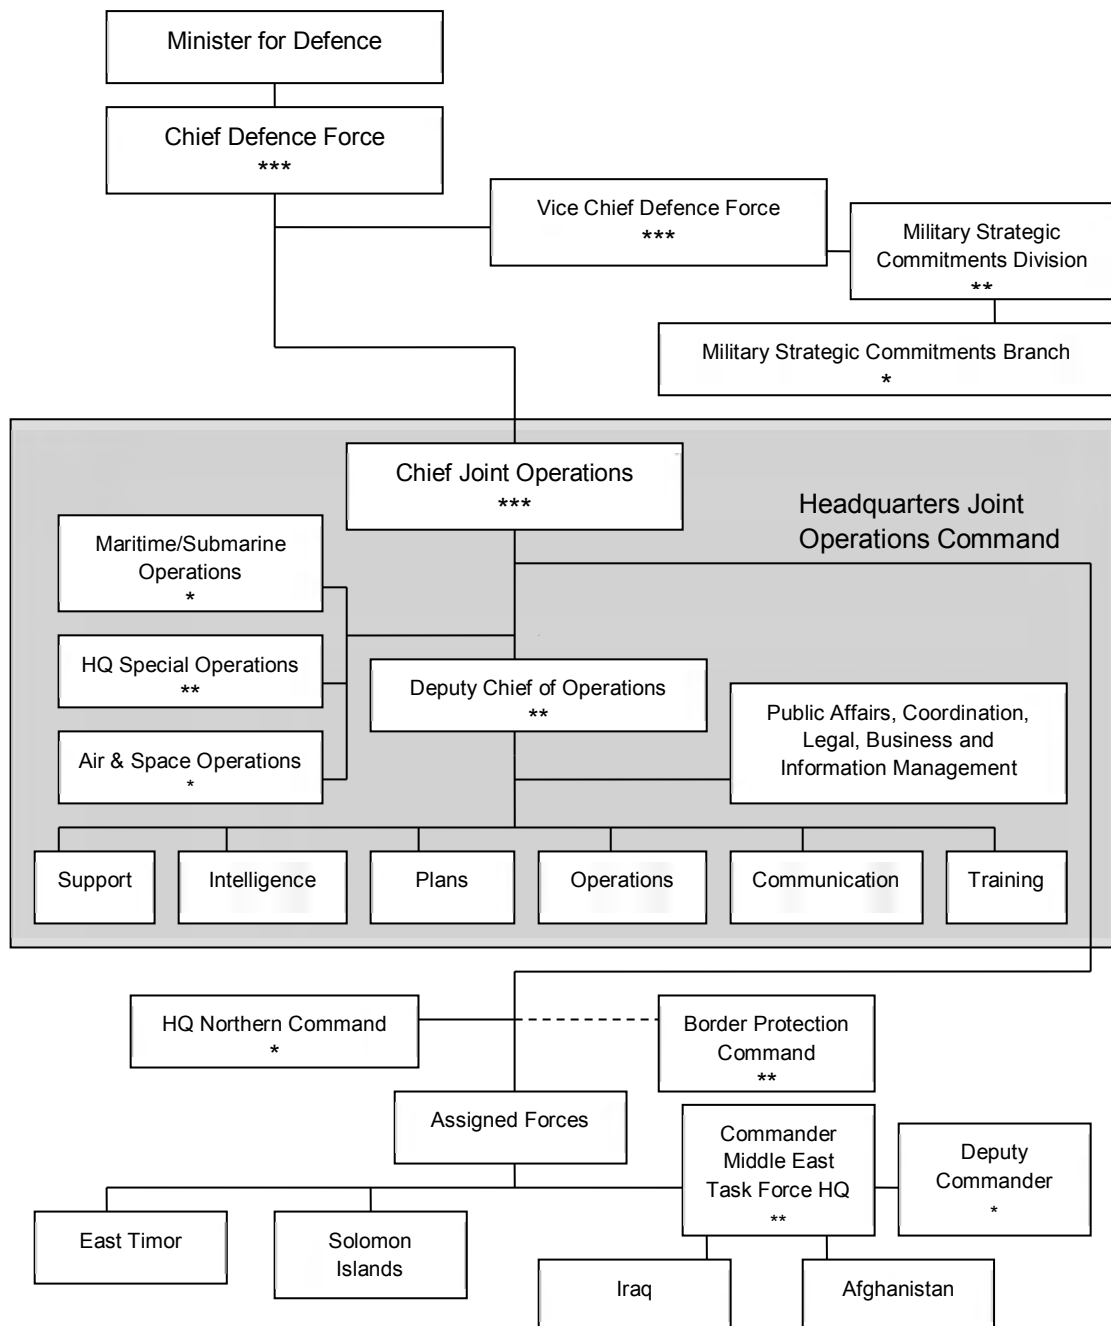 Minister for Defence
Chief Defence Force
***
Vice Chief Defence Force
***
Military Strategic
Commitments Division
**
Military Strategic Commitments Branch
*
Chief Joint Operations
***
Headquarters Joint
Operations Command
Maritime/Submarine
Operations
*
HQ Special Operations
**
Air & Space Operations
*
Deputy Chief of Operations
**
Public Affairs, Coordination,
Legal, Business and
Information Management
Support
Intelligence
Plans
Operations
Communication
Training
HQ Northern Command
*
Border Protection
Command
**
Assigned Forces
Commander
Middle East
Task Force HQ
**
Deputy
Commander
*
East Timor
Solomon
Islands
Iraq
Afghanistan